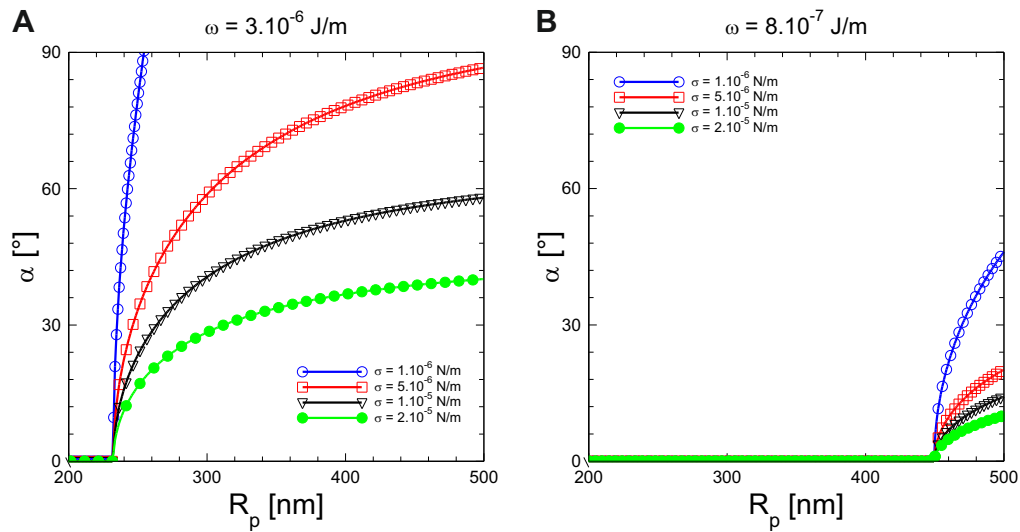 A
ω = 3.10⁻⁶ J/m
90
60
30
0
α [°]
σ = 1.10⁻⁶ N/m
σ = 5.10⁻⁶ N/m
σ = 1.10⁻⁵ N/m
σ = 2.10⁻⁵ N/m
200 300 400 500
R_p [nm]
B
ω = 8.10⁻⁷ J/m
90
60
30
0
α [°]
σ = 1.10⁻⁶ N/m
σ = 5.10⁻⁶ N/m
σ = 1.10⁻⁵ N/m
σ = 2.10⁻⁵ N/m
200 300 400 500
R_p [nm]